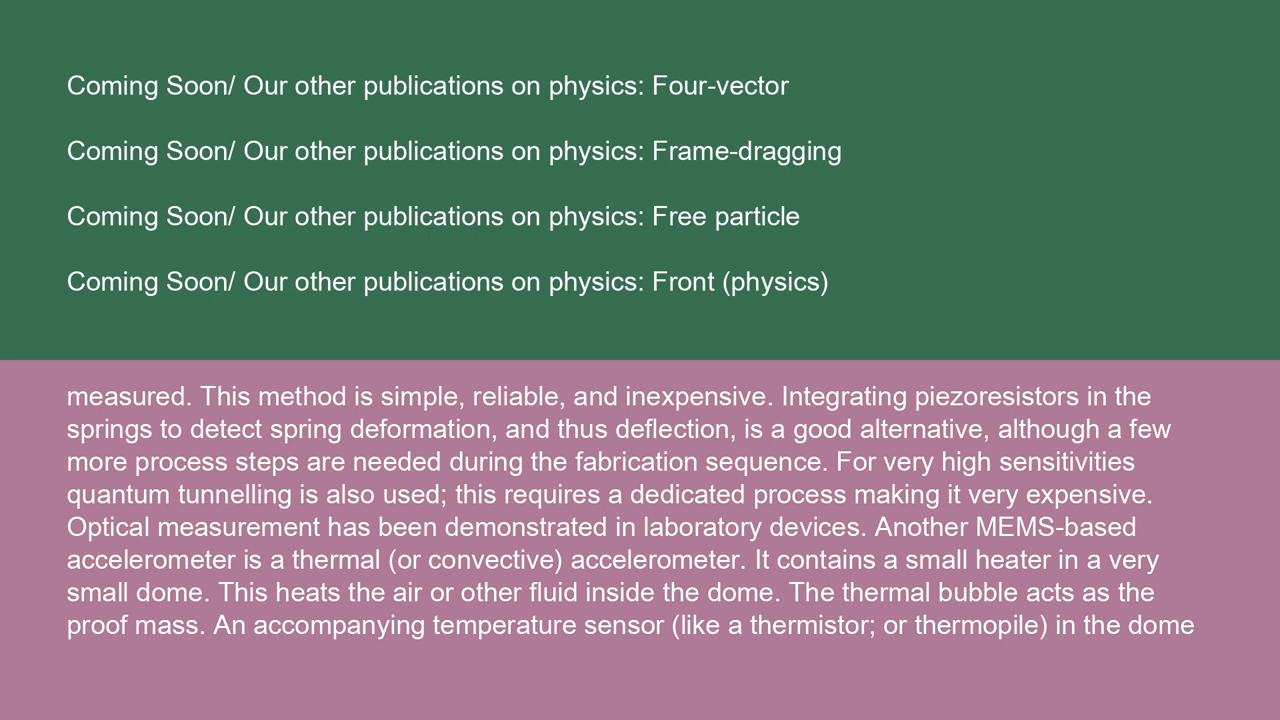 Coming Soon/ Our other publications on physics: Four-vector
Coming Soon/ Our other publications on physics: Frame-dragging
Coming Soon/ Our other publications on physics: Free particle
Coming Soon/ Our other publications on physics: Front (physics)
measured. This method is simple, reliable, and inexpensive. Integrating piezoresistors in the
springs to detect spring deformation, and thus deflection, is a good alternative, although a few
more process steps are needed during the fabrication sequence. For very high sensitivities
quantum tunnelling is also used; this requires a dedicated process making it very expensive.
Optical measurement has been demonstrated in laboratory devices. Another MEMS-based
accelerometer is a thermal (or convective) accelerometer. It contains a small heater in a very
small dome. This heats the air or other fluid inside the dome. The thermal bubble acts as the
proof mass. An accompanying temperature sensor (like a thermistor; or thermopile) in the dome